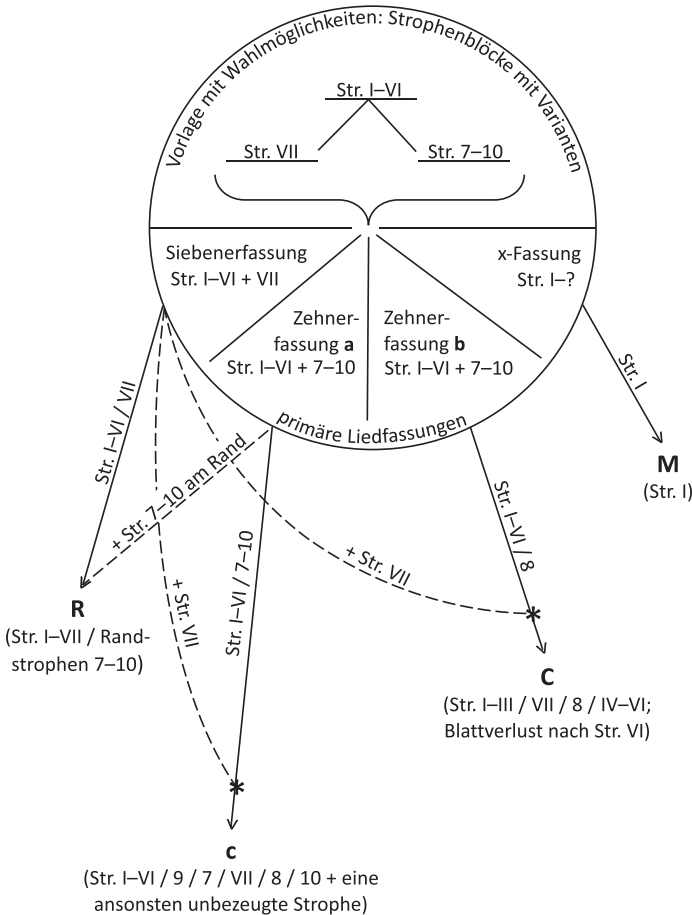 Vorlage mit Wahlmöglichkeiten: Strophenblöcke mit Varianten
Str. I–VI
Str. VII
Str. 7–10
Siebenerfassung
Str. I–VI + VII
x-Fassung
Str. I–?
Zehner-
fassung a
Str. I–VI + 7–10
Zehner-
fassung b
Str. I–VI + 7–10
primäre Liedfassungen
Str. I–VI / VII
+ Str. 7–10 am Rand
+ Str. VII
Str. I–VI / 7–10
+ Str. VII
Str. I–VI / 8
Str. I
M
(Str. I)
R
(Str. I–VII / Rand-
strophen 7–10)
*
C
(Str. I–III / VII / 8 / IV–VI;
Blattverlust nach Str. VI)
*
c
(Str. I–VI / 9 / 7 / VII / 8 / 10 + eine
ansonsten unbezeugte Strophe)